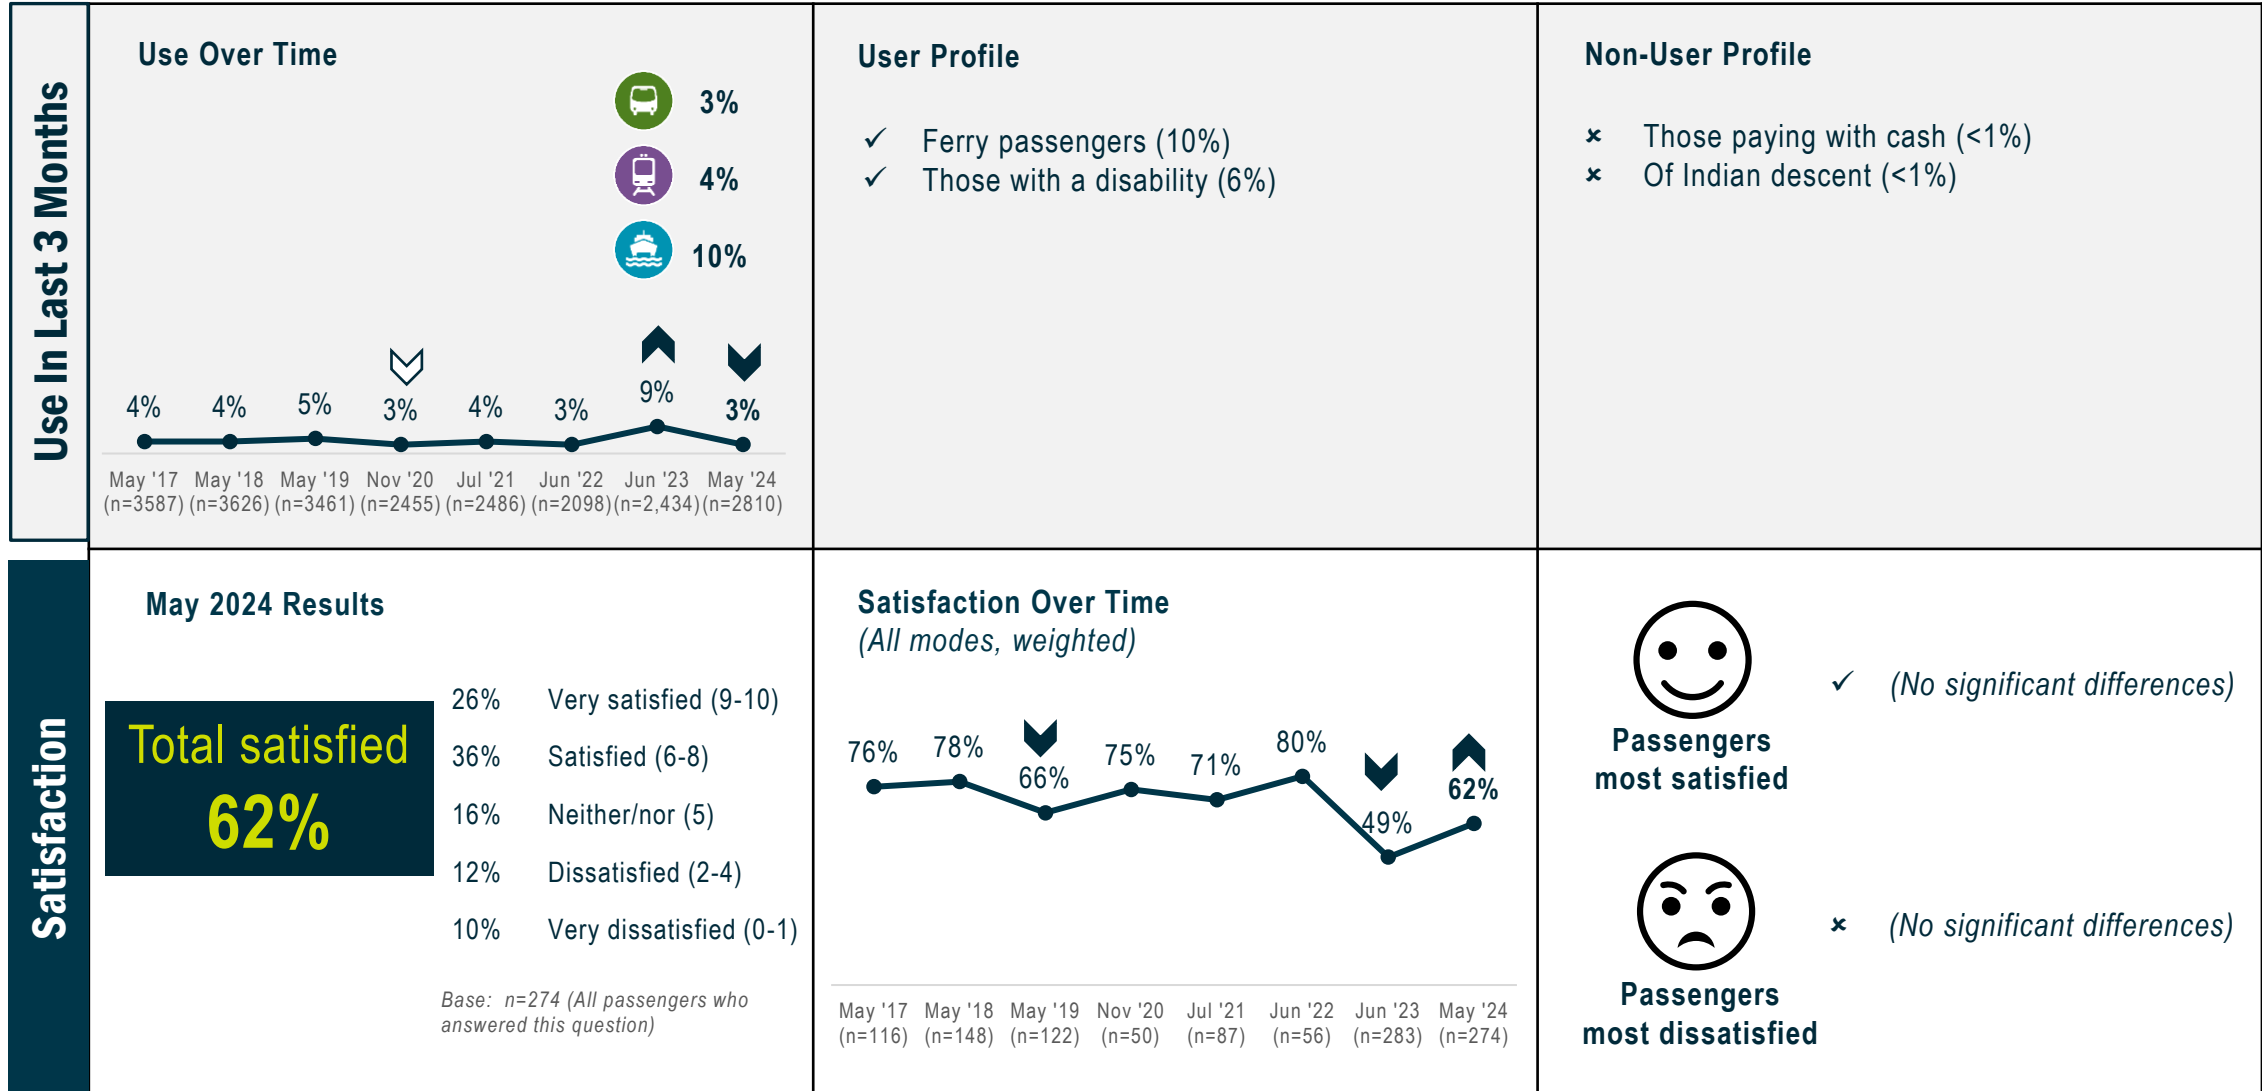 Use In Last 3 Months
Use Over Time
3%
4%
10%
4%
4%
5%
3%
4%
3%
9%
3%
May '17 May '18 May '19 Nov '20 Jul '21 Jun '22 Jun '23 May '24
(n=3587) (n=3626) (n=3461) (n=2455) (n=2486) (n=2098) (n=2,434) (n=2810)
User Profile
✓ Ferry passengers (10%)
✓ Those with a disability (6%)
Non-User Profile
× Those paying with cash (<1%)
× Of Indian descent (<1%)
Satisfaction
May 2024 Results
Total satisfied
62%
26% Very satisfied (9-10)
36% Satisfied (6-8)
16% Neither/nor (5)
12% Dissatisfied (2-4)
10% Very dissatisfied (0-1)
Base: n=274 (All passengers who
answered this question)
Satisfaction Over Time
(All modes, weighted)
76%
78%
66%
75%
71%
80%
49%
62%
May '17 May '18 May '19 Nov '20 Jul '21 Jun '22 Jun '23 May '24
(n=116) (n=148) (n=122) (n=50) (n=87) (n=56) (n=283) (n=274)
✓ (No significant differences)
Passengers
most satisfied
× (No significant differences)
Passengers
most dissatisfied